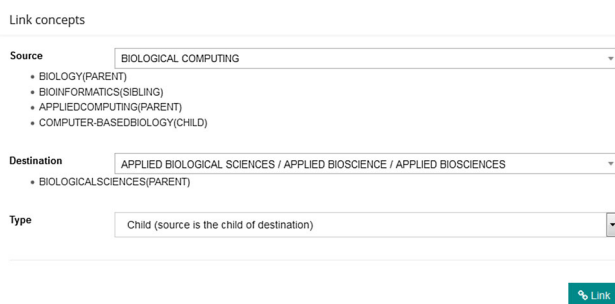 Link concepts
Source
BIOLOGICAL COMPUTING
BIOLOGY(PARENT)
BIOINFORMATICS(SIBLING)
APPLIEDCOMPUTING(PARENT)
COMPUTER-BASEDBIOLOGY(CHILD)
Destination
APPLIED BIOLOGICAL SCIENCES / APPLIED BIOSCIENCE / APPLIED BIOSCIENCES
BIOLOGICALSCIENCES(PARENT)
Type
Child (source is the child of destination)
Link